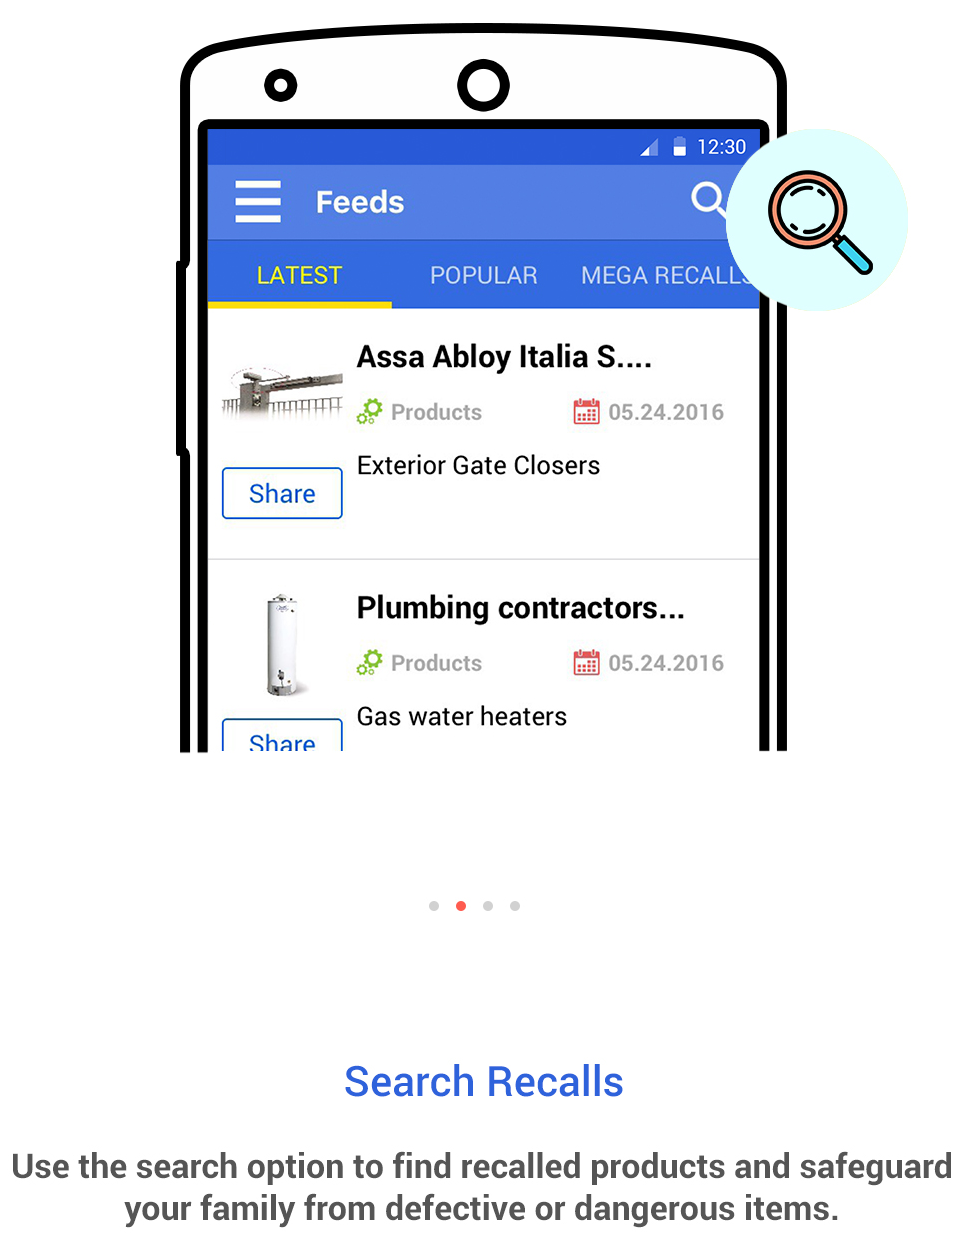 12:30
Feeds
LATEST POPULAR MEGA RECALLS
Assa Abloy Italia S....
Products 05.24.2016
Exterior Gate Closers
Share
Plumbing contractors...
Products 05.24.2016
Gas water heaters
Share
Search Recalls
Use the search option to find recalled products and safeguard
your family from defective or dangerous items.